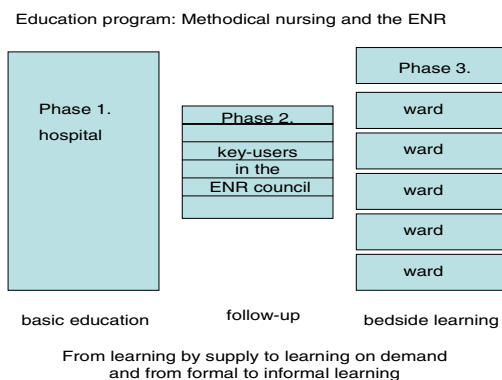 Education program: Methodical nursing and the ENR
Phase 1.
hospital
Phase 2.
key-users
in the
ENR council
Phase 3.
ward
ward
ward
ward
ward
basic education
follow-up
bedside learning
From learning by supply to learning on demand
and from formal to informal learning